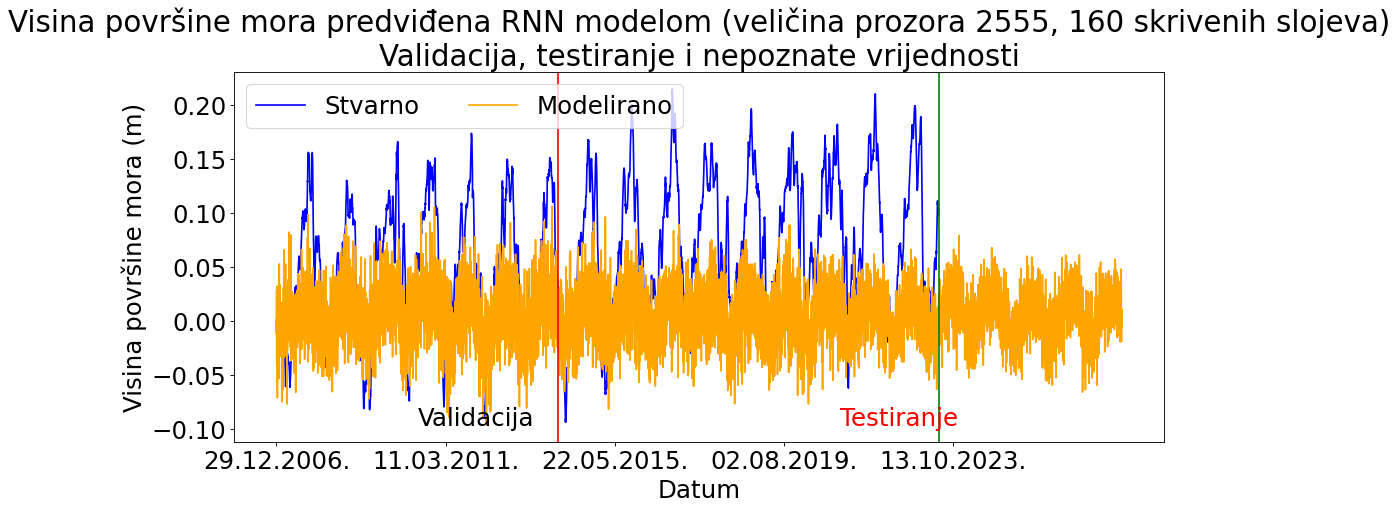 Visina površine mora predviđena RNN modelom (veličina prozora 2555, 160 skrivenih slojeva)
Validacija, testiranje i nepoznate vrijednosti
Stvarno Modelirano
Visina površine mora (m)
0.20
0.15
0.10
0.05
0.00
−0.05
−0.10
Validacija Testiranje
29.12.2006. 11.03.2011. 22.05.2015. 02.08.2019. 13.10.2023.
Datum